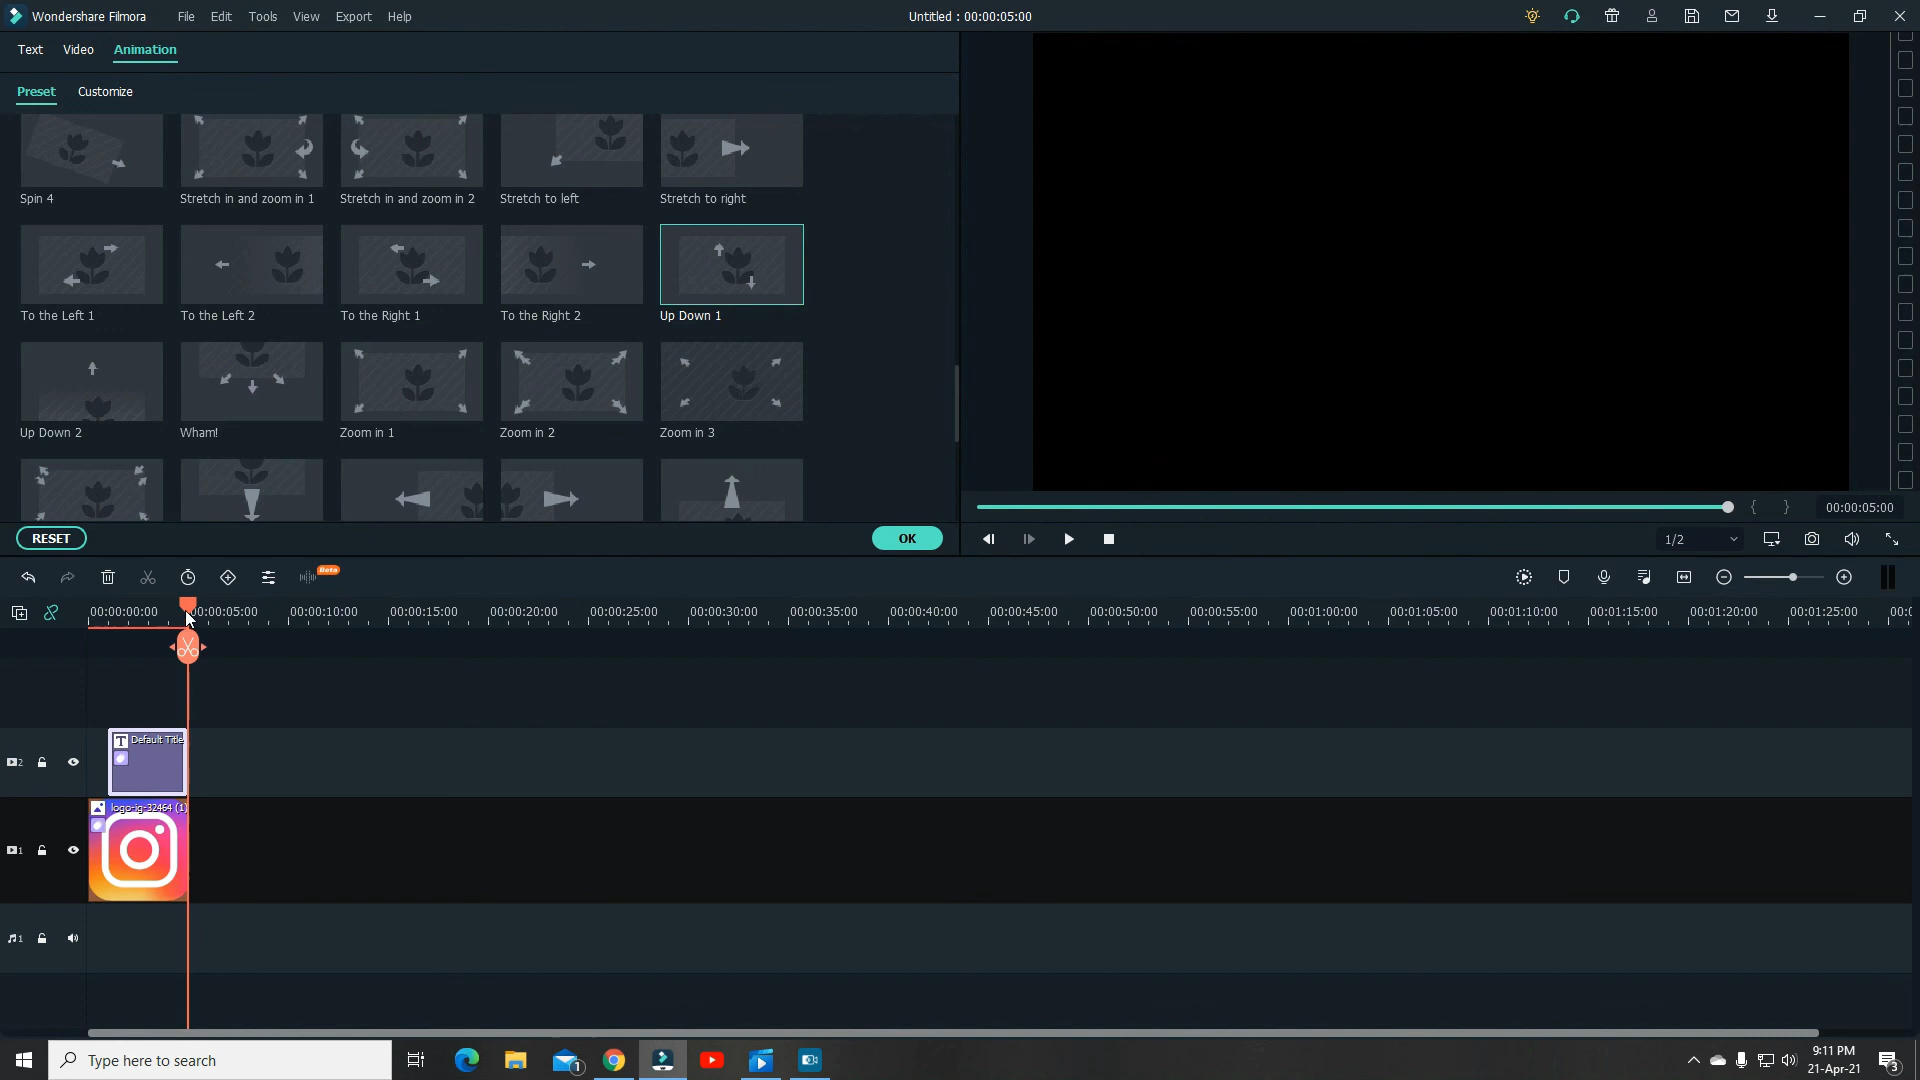 Wondershare Filmora File Edit Tools View Export Help Untitled : 00:00:05:00
Text Video Animation
Preset Customize
Spin 4 Stretch in and zoom in 1 Stretch in and zoom in 2 Stretch to left Stretch to right
To the Left 1 To the Left 2 To the Right 1 To the Right 2 Up Down 1
Up Down 2 Wham! Zoom in 1 Zoom in 2 Zoom in 3
RESET OK
{ } 00:00:05:00
1/2
Beta
00:00:00:00 00:00:05:00 00:00:10:00 00:00:15:00 00:00:20:00 00:00:25:00 00:00:30:00 00:00:35:00 00:00:40:00 00:00:45:00 00:00:50:00 00:00:55:00 00:01:00:00 00:01:05:00 00:01:10:00 00:01:15:00 00:01:20:00 00:01:25:00
T Default Title
2
logo-ig-32464 (1)
1
1
Type here to search
1
9:11 PM
21-Apr-21
3